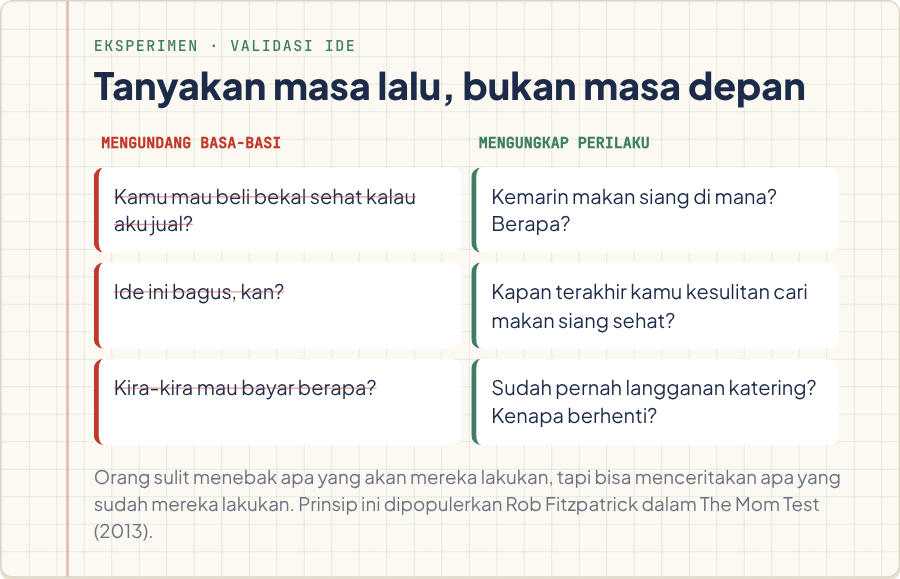 EKSPERIMEN · VALIDASI IDE
Tanyakan masa lalu, bukan masa depan
MENGUNDANG BASA-BASI
Kamu mau beli bekal sehat kalau
aku jual?
Ide ini bagus, kan?
Kira-kira mau bayar berapa?
MENGUNGKAP PERILAKU
Kemarin makan siang di mana?
Berapa?
Kapan terakhir kamu kesulitan cari
makan siang sehat?
Sudah pernah langganan katering?
Kenapa berhenti?
Orang sulit menebak apa yang akan mereka lakukan, tapi bisa menceritakan apa yang
sudah mereka lakukan. Prinsip ini dipopulerkan Rob Fitzpatrick dalam The Mom Test
(2013).